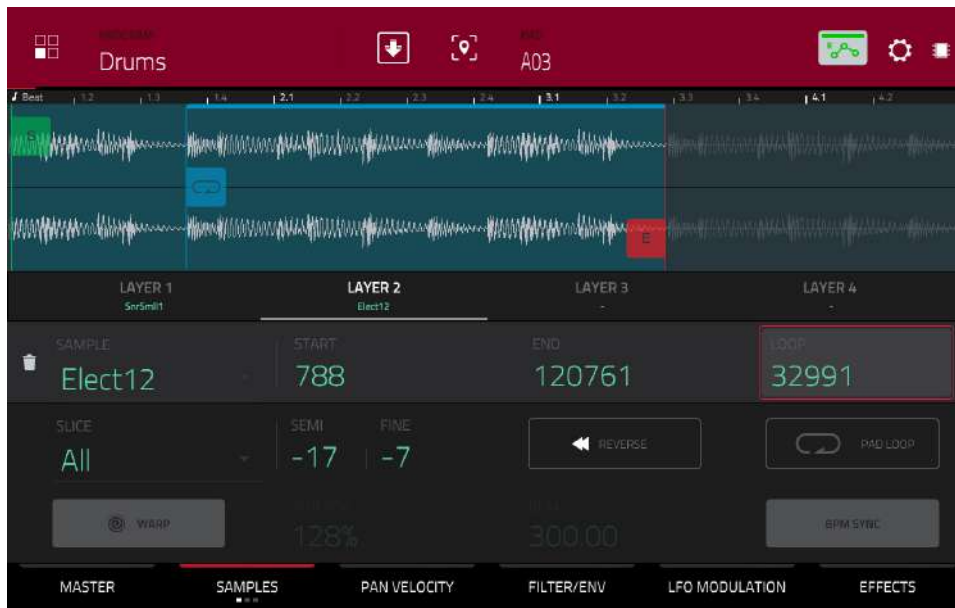 PROGRAM PAD
Drums A03
Beat 1.2 1.3 1.4 2.1 2.2 2.3 2.4 3.1 3.2 3.3 3.4 4.1 4.2
S
E
LAYER 1 LAYER 2 LAYER 3 LAYER 4
SnrSmll1 Elect12 - -
SAMPLE START END LOOP
Elect12 788 120761 32991
SLICE SEMI FINE
All -17 -7 REVERSE PAD LOOP
WARP 128% 300.00 BPM SYNC
MASTER SAMPLES PAN VELOCITY FILTER/ENV LFO MODULATION EFFECTS